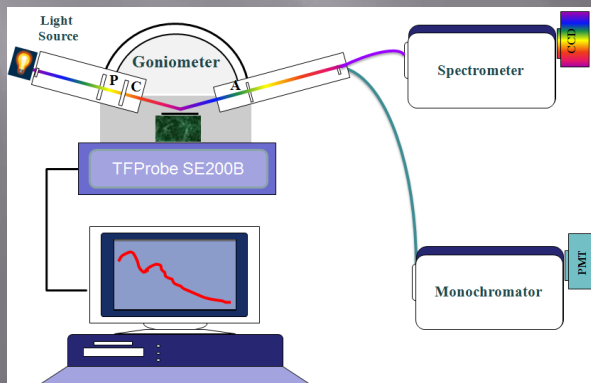 Light
Source
P
C
Goniometer
A
CCD
Spectrometer
TFProbe SE200B
PMT
Monochromator